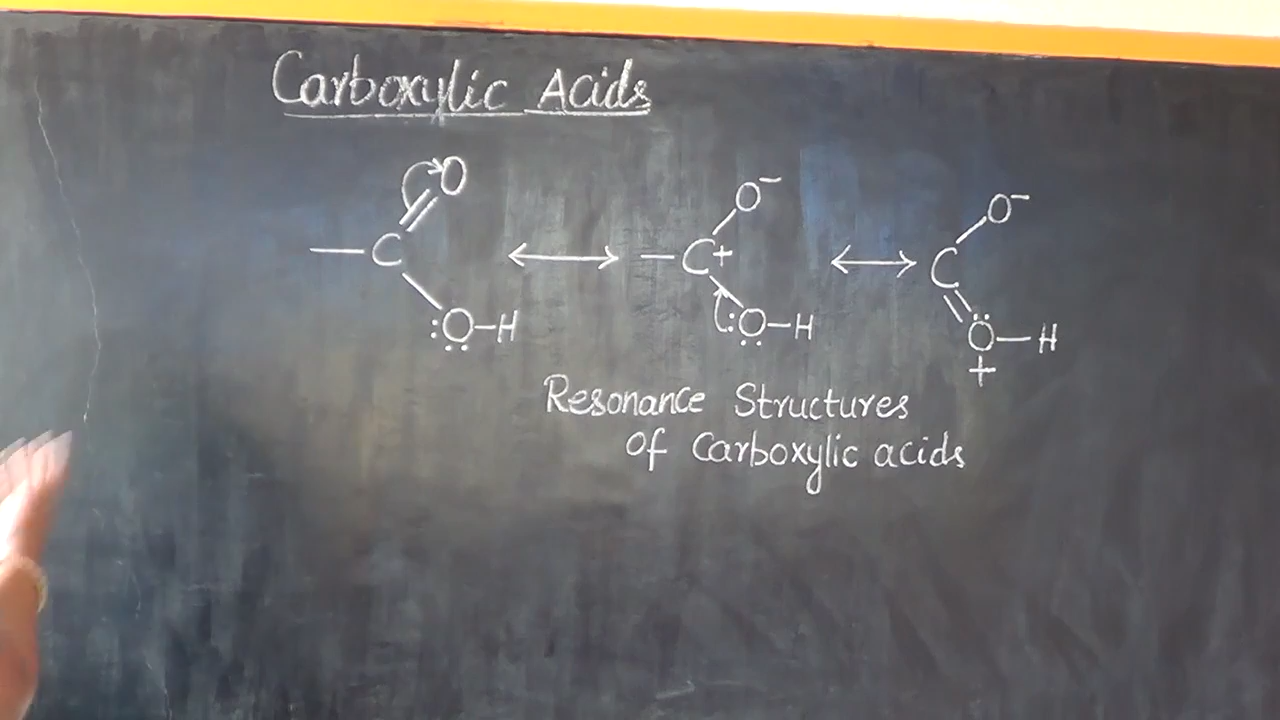 Carboxylic Acids
O O⁻ O⁻
C C+ C
:O-H :O-H O-H
+
Resonance Structures
of Carboxylic acids